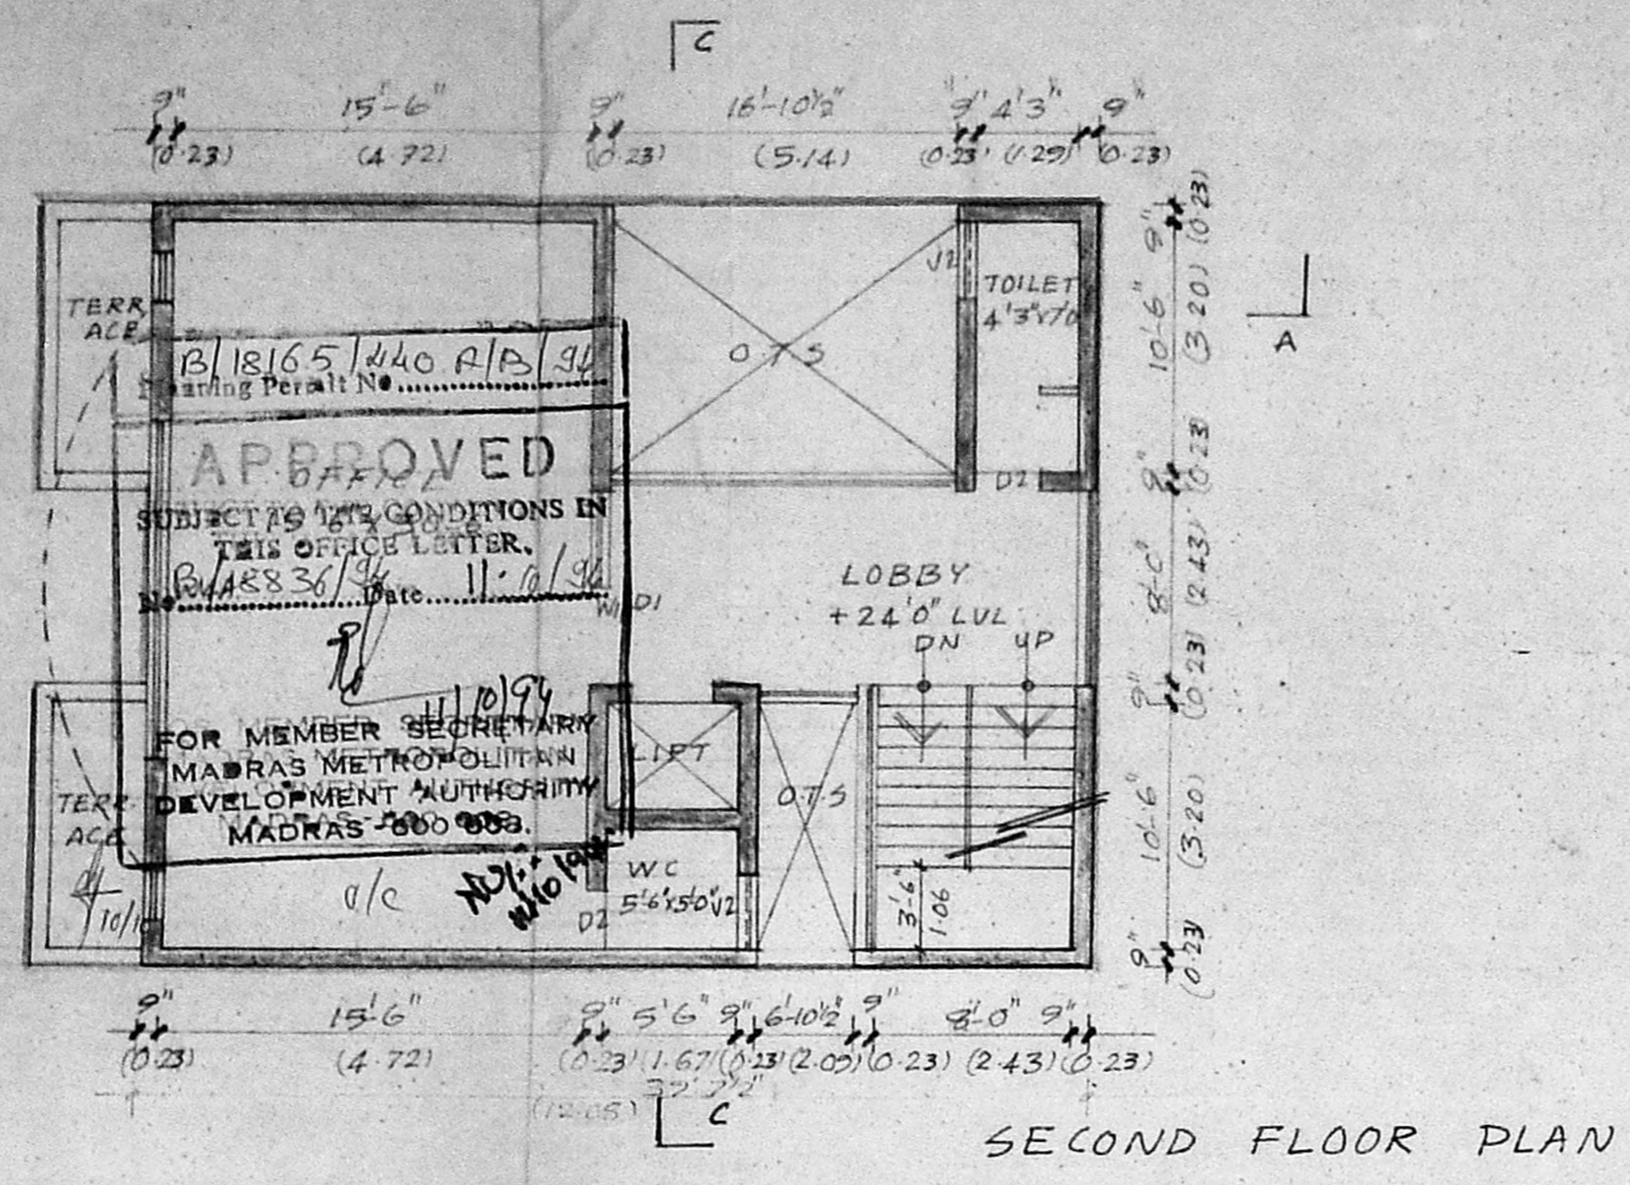 C
9" 15'-6" 9" 16'-10½" 9" 4'3" 9"
(0.23) (4.72) (0.23) (5.14) (0.23) (1.29) (0.23)
TERR
ACE
V2
TOILET
4'3"x7'0
O.T.S
A
9" 10'-6" 9" 8'-0" 9" 10'-6" 9"
(0.23) (3.20) (0.23) (2.43) (0.23) (3.20) (0.23)
B/18165/440 A/B/94
Planning Permit No
APPROVED
OFFICE
SUBJECT TO THE CONDITIONS IN
THIS OFFICE LETTER.
No Date 11.10/94
D2
D1
LOBBY
+24'0" LVL
DN UP
11/10/94
FOR MEMBER SECRETARY
MADRAS METROPOLITAN
DEVELOPMENT AUTHORITY
MADRAS-600 008.
LIFT
O.T.S
TERR
ACE
a/c
WC
5'6"x5'0"
V2
D2
3'-6"
1.06
9" 15'-6" 9" 5'6" 9" 6'-10½" 9" 8'-0" 9"
(0.23) (4.72) (0.23) (1.67) (0.23) (2.09) (0.23) (2.43) (0.23)
C
SECOND FLOOR PLAN